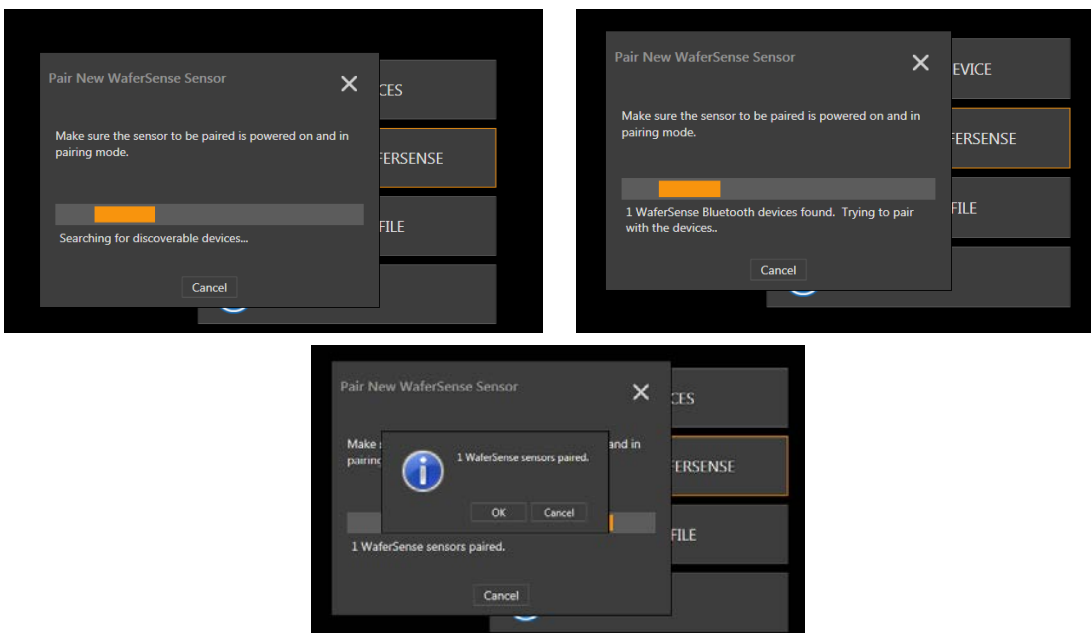 Pair New WaferSense Sensor
CES
Make sure the sensor to be paired is powered on and in
pairing mode.
FERSENSE
FILE
Searching for discoverable devices...
Cancel
Pair New WaferSense Sensor
EVICE
Make sure the sensor to be paired is powered on and in
pairing mode.
FERSENSE
1 WaferSense Bluetooth devices found. Trying to pair
with the devices..
FILE
Cancel
Pair New WaferSense Sensor
CES
Make
and in
pairing
1 WaferSense sensors paired.
FERSENSE
OK Cancel
FILE
1 WaferSense sensors paired.
Cancel